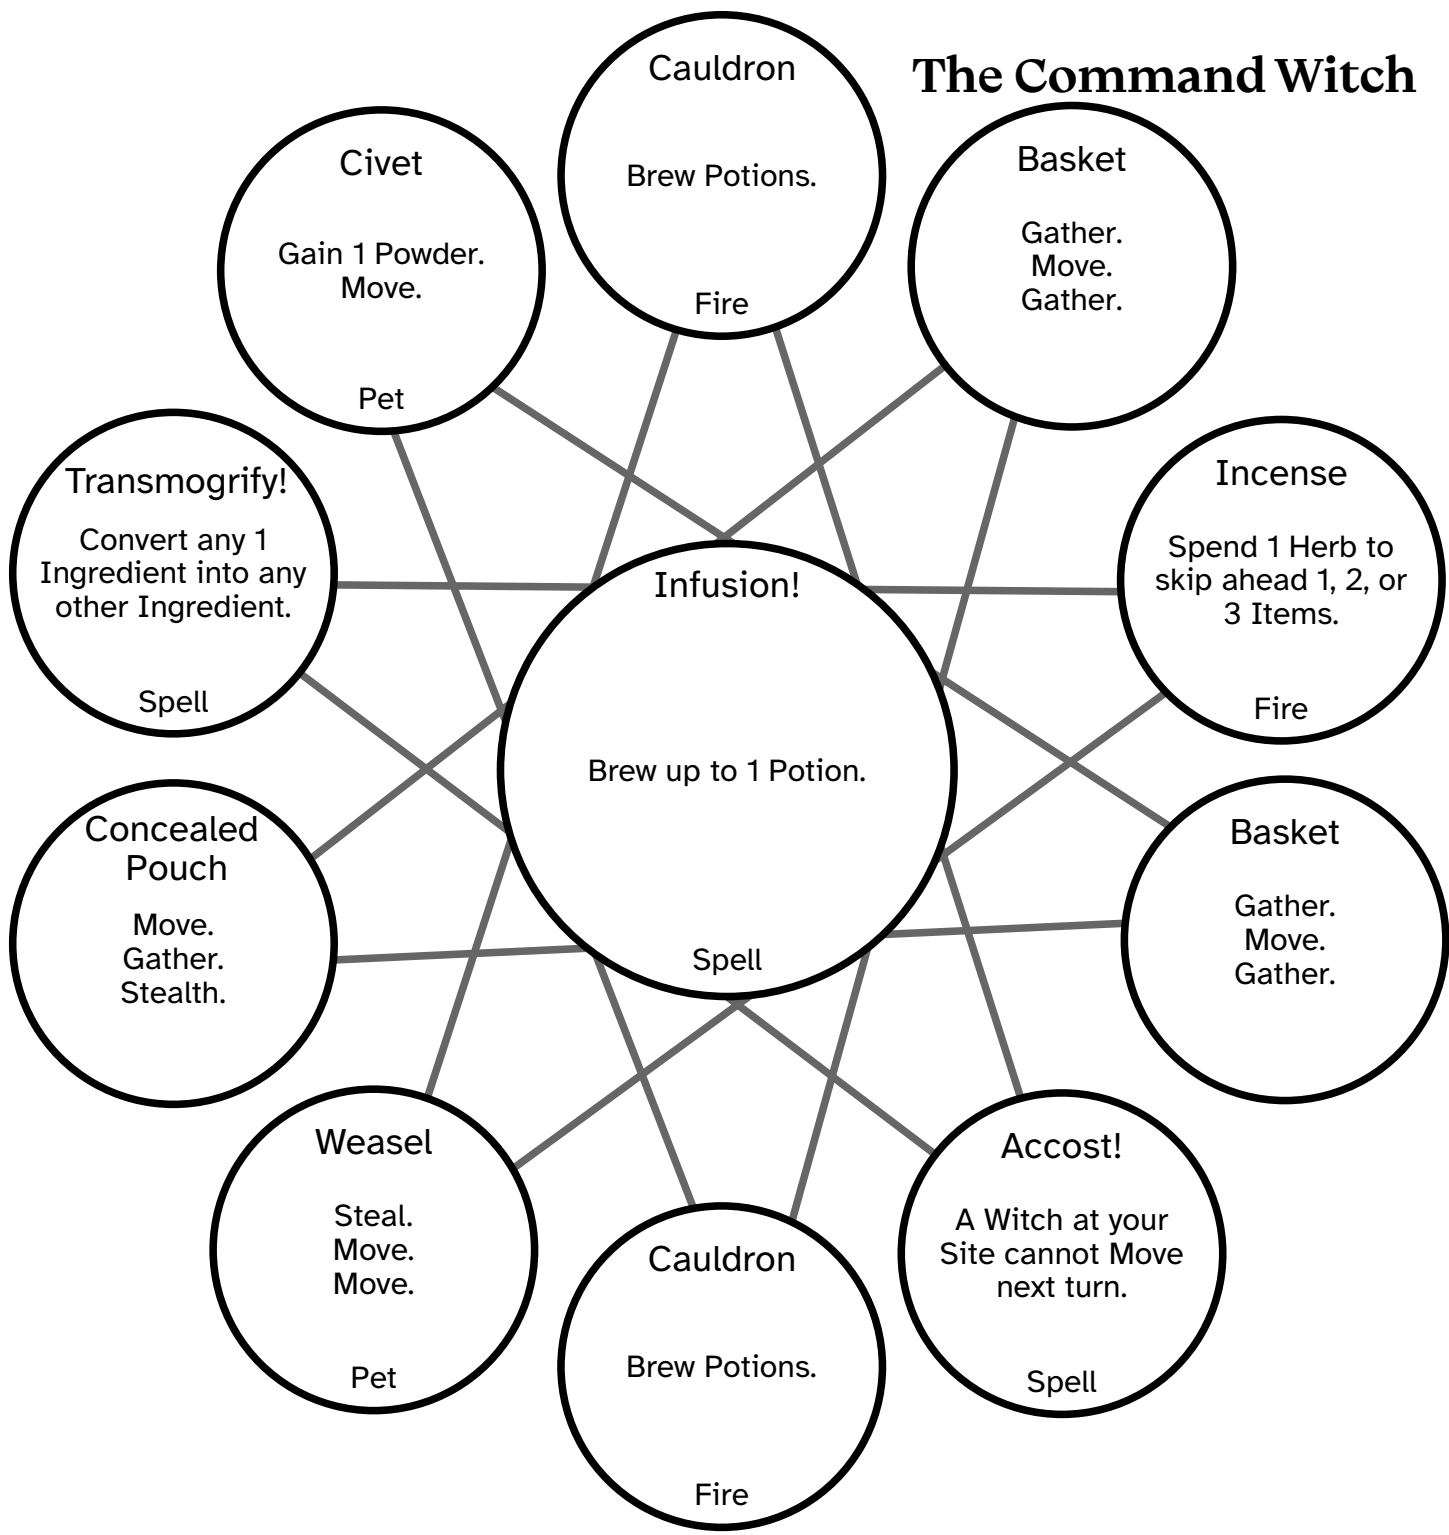 The Command Witch
Cauldron
Brew Potions.
Fire
Basket
Gather.
Move.
Gather.
Incense
Spend 1 Herb to
skip ahead 1, 2, or
3 Items.
Fire
Basket
Gather.
Move.
Gather.
Accost!
A Witch at your
Site cannot Move
next turn.
Spell
Cauldron
Brew Potions.
Fire
Weasel
Steal.
Move.
Move.
Pet
Concealed
Pouch
Move.
Gather.
Stealth.
Transmogrify!
Convert any 1
Ingredient into any
other Ingredient.
Spell
Civet
Gain 1 Powder.
Move.
Pet
Infusion!
Brew up to 1 Potion.
Spell